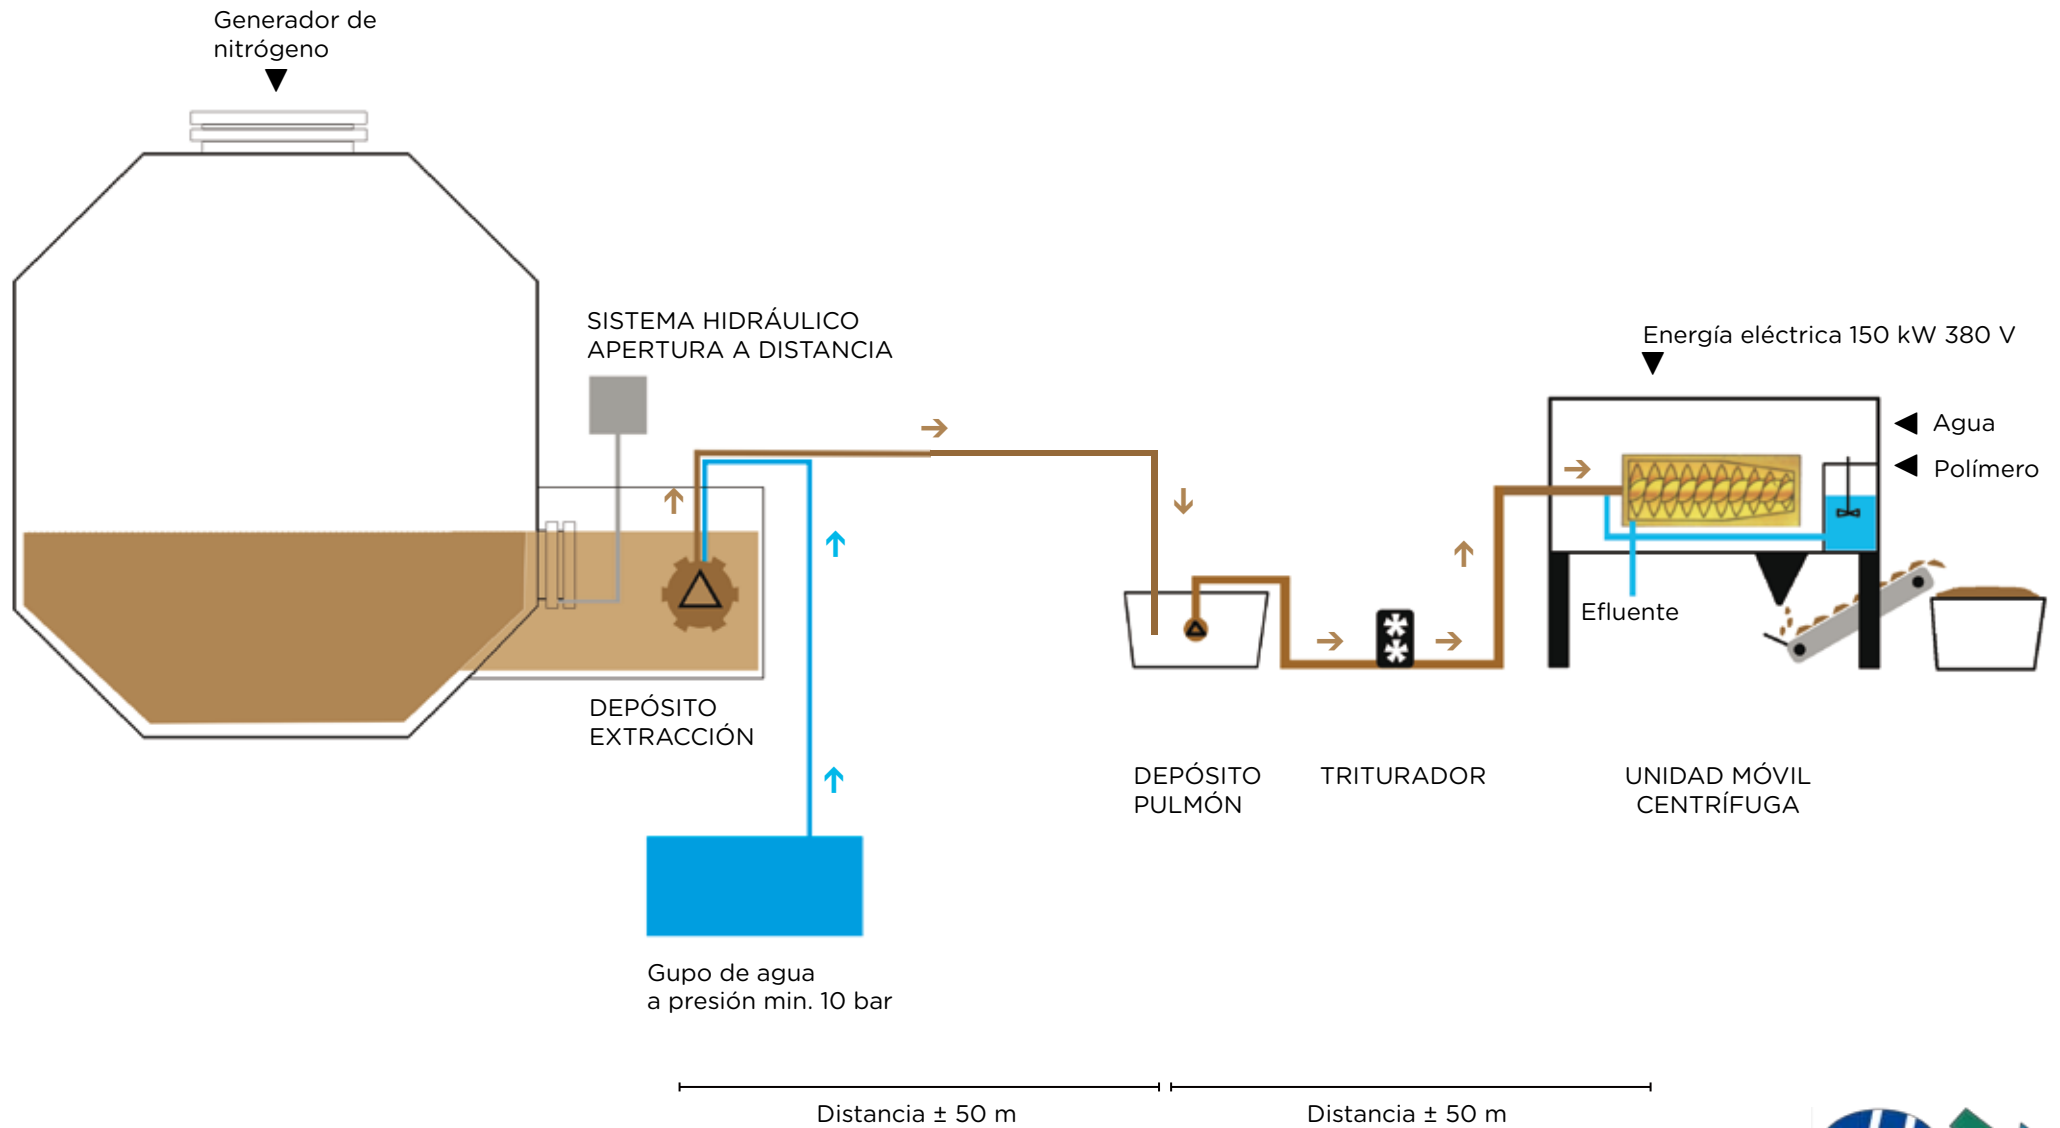 Generador de
nitrógeno
SISTEMA HIDRÁULICO
APERTURA A DISTANCIA
Energía eléctrica 150 kW 380 V
Agua
Polímero
Efluente
DEPÓSITO
EXTRACCIÓN
DEPÓSITO
PULMÓN
TRITURADOR
UNIDAD MÓVIL
CENTRÍFUGA
Gupo de agua
a presión min. 10 bar
Distancia ± 50 m
Distancia ± 50 m